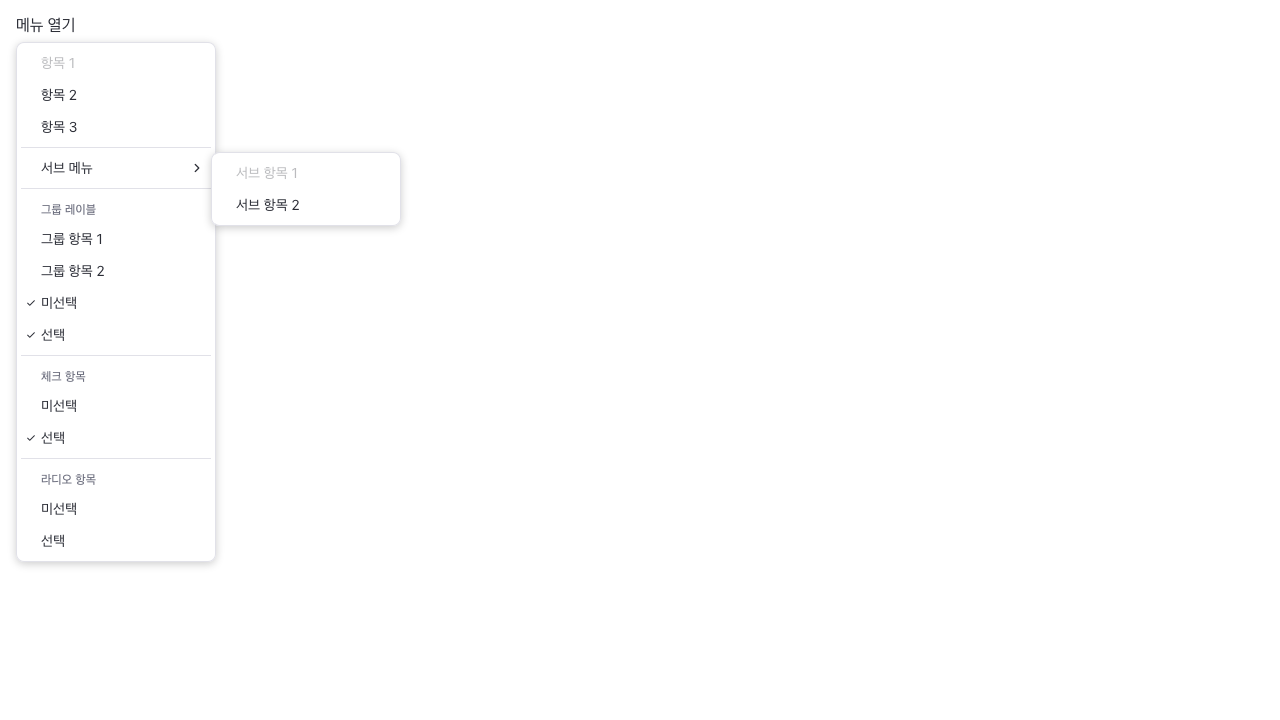 메뉴 열기
항목 1
항목 2
항목 3
서브 메뉴
서브 항목 1
서브 항목 2
그룹 레이블
그룹 항목 1
그룹 항목 2
미선택
선택
체크 항목
미선택
선택
라디오 항목
미선택
선택